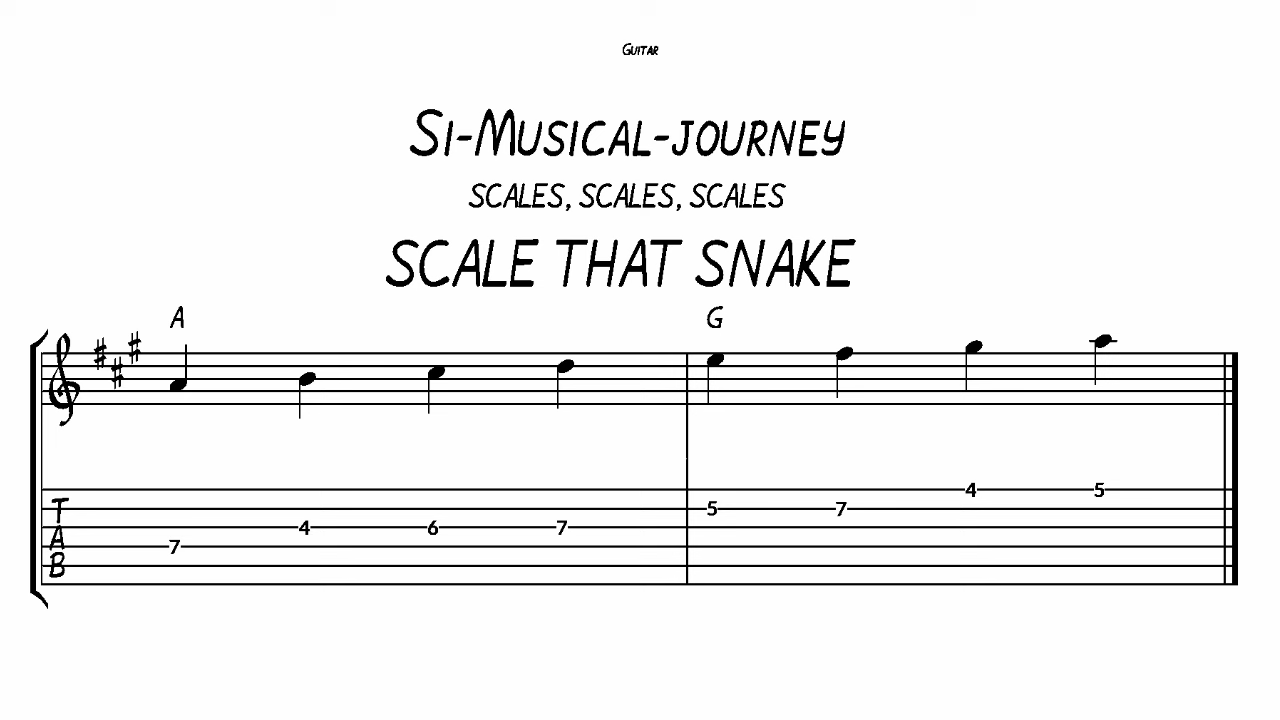 Guitar
Si-Musical-journey
SCALES, SCALES, SCALES
SCALE THAT SNAKE
A G
4 5
T 5 7
A 4 6 7
7
B